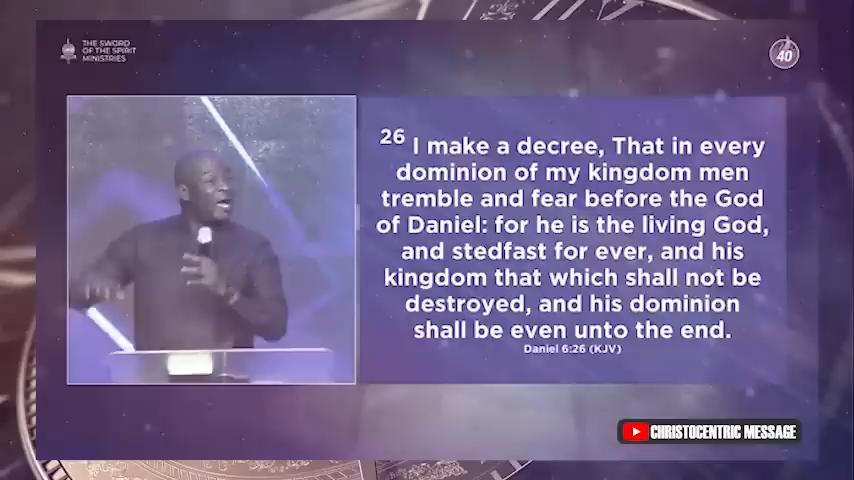 THE SWORD
OF THE SPIRIT
MINISTRIES
40
26 I make a decree, That in every
dominion of my kingdom men
tremble and fear before the God
of Daniel: for he is the living God,
and stedfast for ever, and his
kingdom that which shall not be
destroyed, and his dominion
shall be even unto the end.
Daniel 6:26 (KJV)
CHRISTOCENTRIC MESSAGE